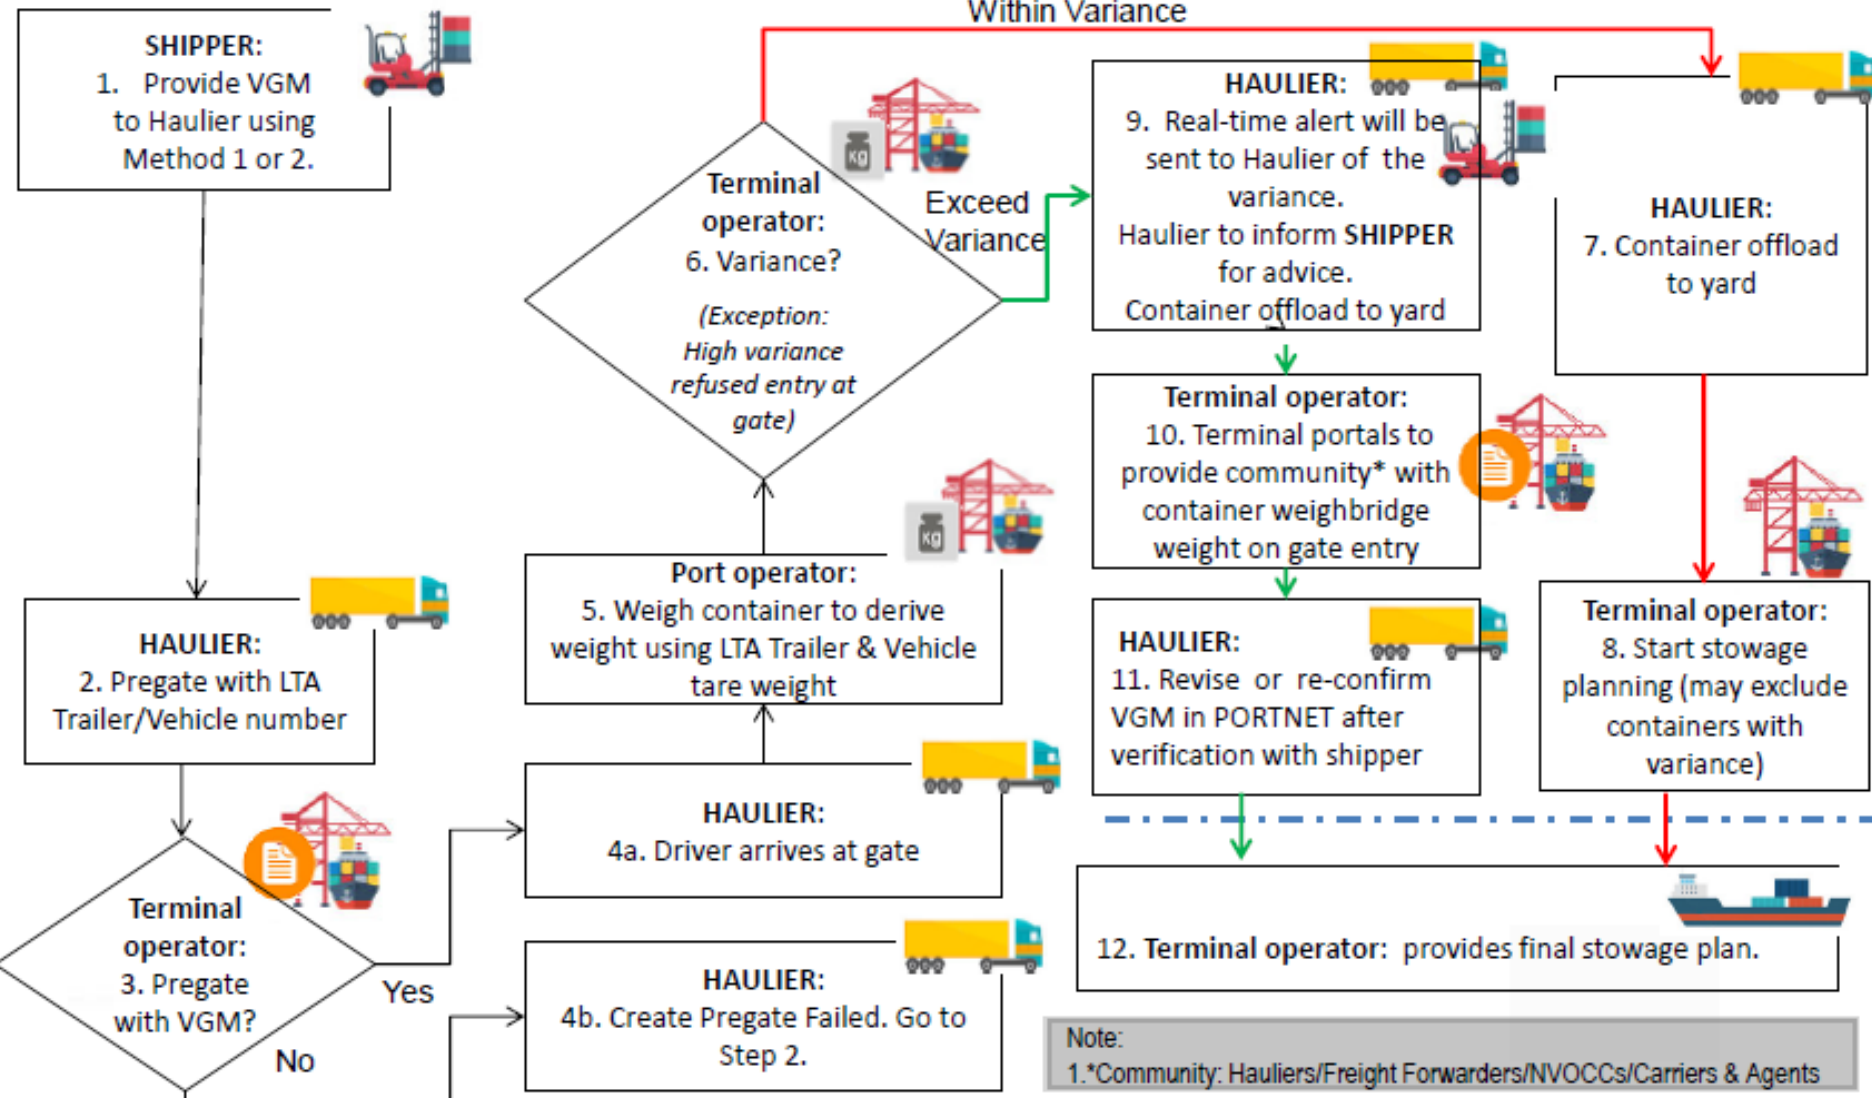 Within Variance
SHIPPER:
1. Provide VGM
to Haulier using
Method 1 or 2.
HAULIER:
2. Pregate with LTA
Trailer/Vehicle number
Terminal
operator:
3. Pregate
with VGM?
Yes
No
HAULIER:
4a. Driver arrives at gate
HAULIER:
4b. Create Pregate Failed. Go to
Step 2.
Port operator:
5. Weigh container to derive
weight using LTA Trailer & Vehicle
tare weight
kg
Terminal
operator:
6. Variance?
(Exception:
High variance
refused entry at
gate)
kg
Exceed
Variance
HAULIER:
7. Container offload
to yard
Terminal operator:
8. Start stowage
planning (may exclude
containers with
variance)
HAULIER:
9. Real-time alert will be
sent to Haulier of the
variance.
Haulier to inform SHIPPER
for advice.
Container offload to yard
Terminal operator:
10. Terminal portals to
provide community* with
container weighbridge
weight on gate entry
HAULIER:
11. Revise or re-confirm
VGM in PORTNET after
verification with shipper
12. Terminal operator: provides final stowage plan.
Note:
1.*Community: Hauliers/Freight Forwarders/NVOCCs/Carriers & Agents